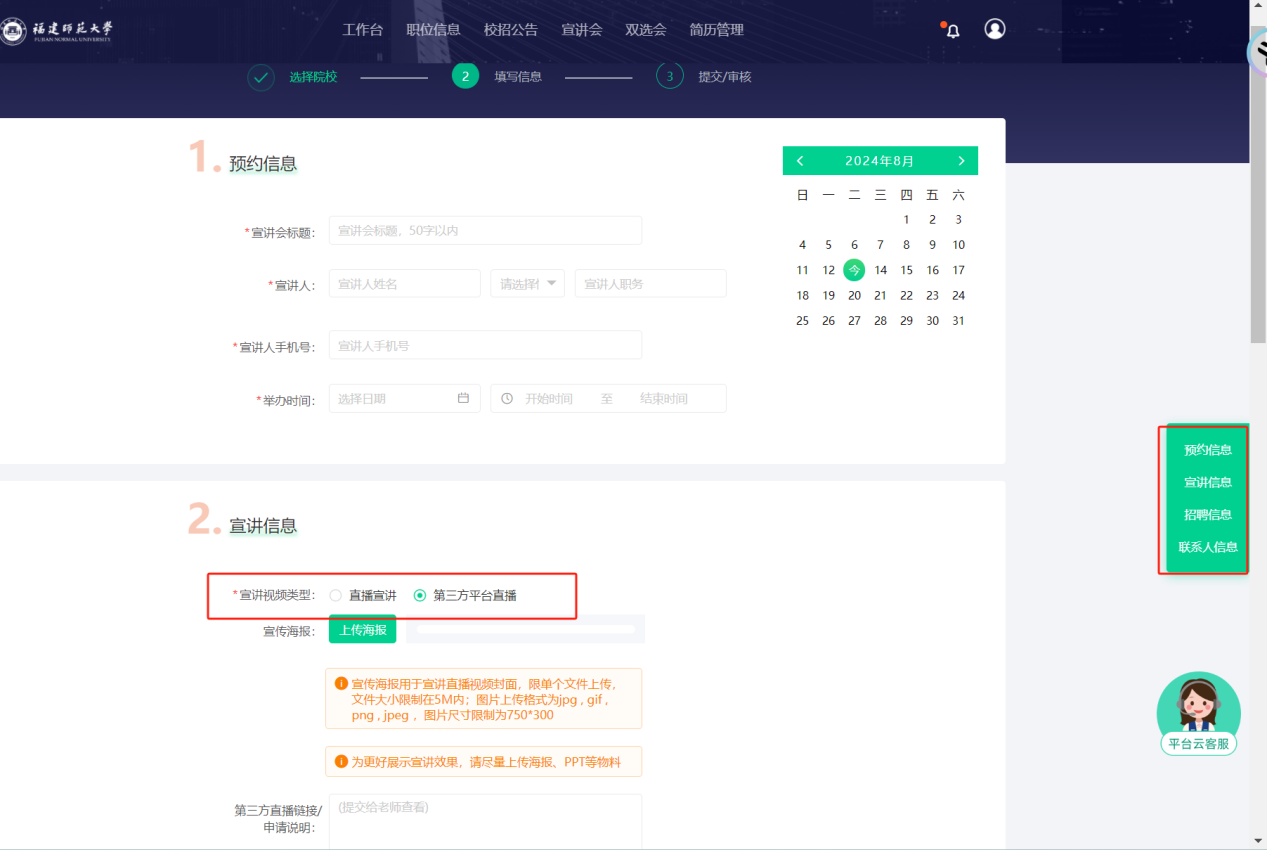 福建师范大学
FUJIAN NORMAL UNIVERSITY
工作台 职位信息 校招公告 宣讲会 双选会 简历管理
选择院校 2 填写信息 3 提交/审核
1. 预约信息
*宣讲会标题： 宣讲会标题，50字以内
*宣讲人： 宣讲人姓名 宣讲人职务
*宣讲人手机号： 宣讲人手机号
*举办时间： 选择日期 开始时间 至 结束时间
2024年8月
日 一 二 三 四 五 六
1 2 3
4 5 6 7 8 9 10
11 12 今 14 15 16 17
18 19 20 21 22 23 24
25 26 27 28 29 30 31
2. 宣讲信息
*宣讲视频类型： 直播宣讲 第三方平台直播
宣传海报： 上传海报
宣传海报用于宣讲直播视频封面，限单个文件上传，
文件大小限制在5M内；图片上传格式为jpg , gif ,
png , jpeg ，图片尺寸限制为750*300
为更好展示宣讲效果，请尽量上传海报、PPT等物料
第三方直播链接/
申请说明：
(提交给老师查看)
预约信息
宣讲信息
招聘信息
联系人信息
平台云客服